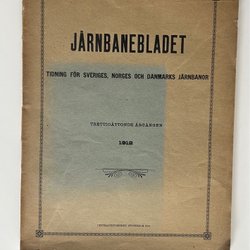 JÄRNBANEBLADET
TIDNING FÖR SVERIGES, NORGES OCH DANMARKS JÄRNBANOR
TRETTIOÅTTONDE ÅRGÅNGEN
1912